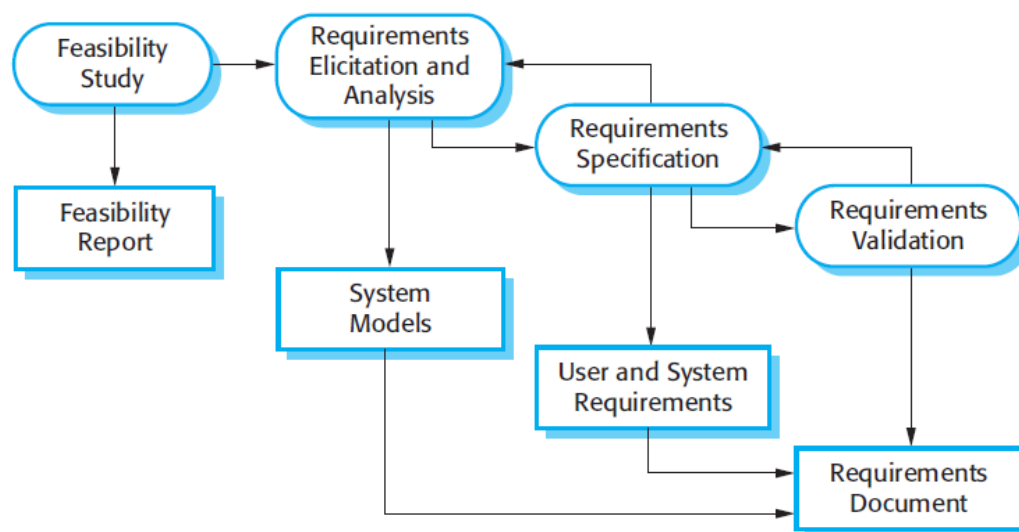 Feasibility
Study
Requirements
Elicitation and
Analysis
Requirements
Specification
Requirements
Validation
Feasibility
Report
System
Models
User and System
Requirements
Requirements
Document